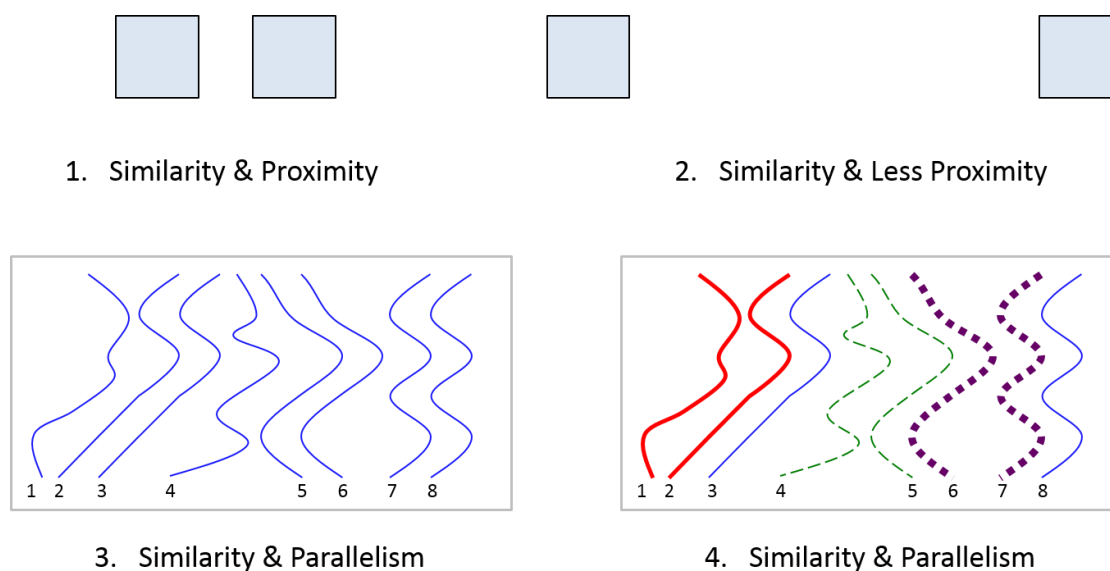 1. Similarity & Proximity
2. Similarity & Less Proximity
1 2 3 4 5 6 7 8
1 2 3 4 5 6 7 8
3. Similarity & Parallelism
4. Similarity & Parallelism